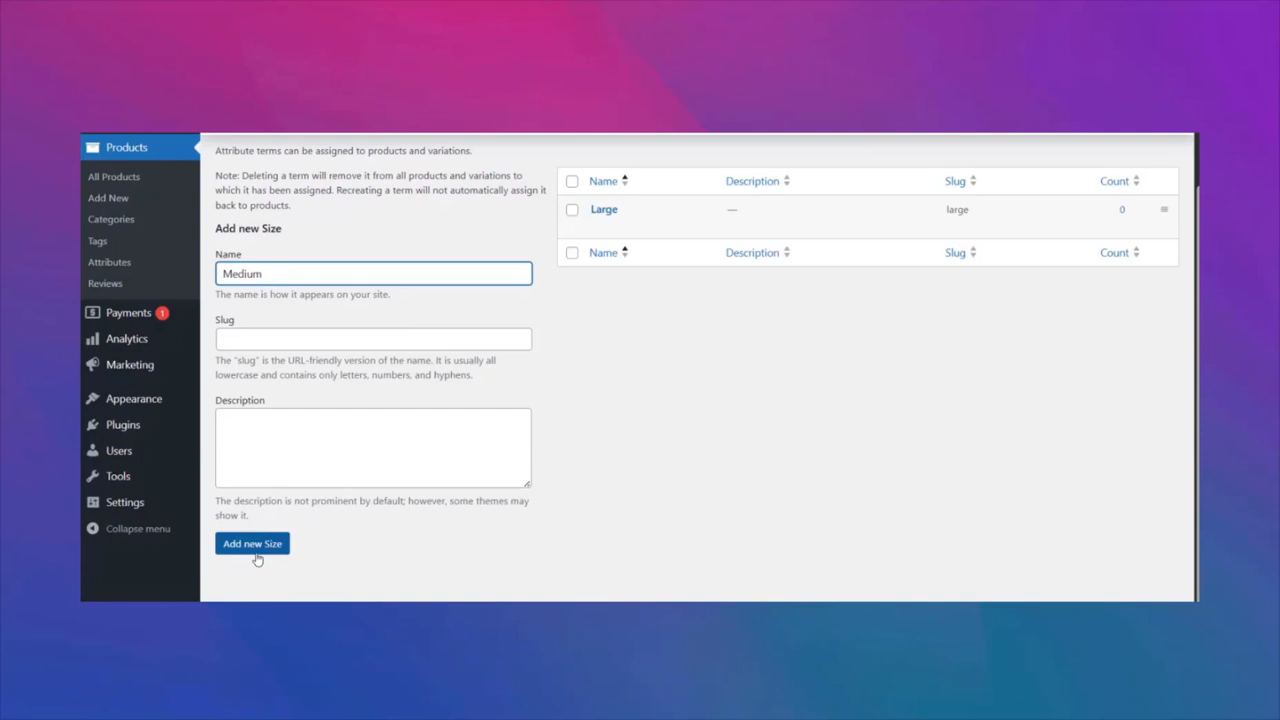 Products
All Products
Add New
Categories
Tags
Attributes
Reviews
Payments 1
Analytics
Marketing
Appearance
Plugins
Users
Tools
Settings
Collapse menu
Attribute terms can be assigned to products and variations.
Note: Deleting a term will remove it from all products and variations to
which it has been assigned. Recreating a term will not automatically assign it
back to products.
Add new Size
Name
Medium
The name is how it appears on your site.
Slug
The "slug" is the URL-friendly version of the name. It is usually all
lowercase and contains only letters, numbers, and hyphens.
Description
The description is not prominent by default; however, some themes may
show it.
Add new Size
Name Description Slug Count
Large — large 0
Name Description Slug Count